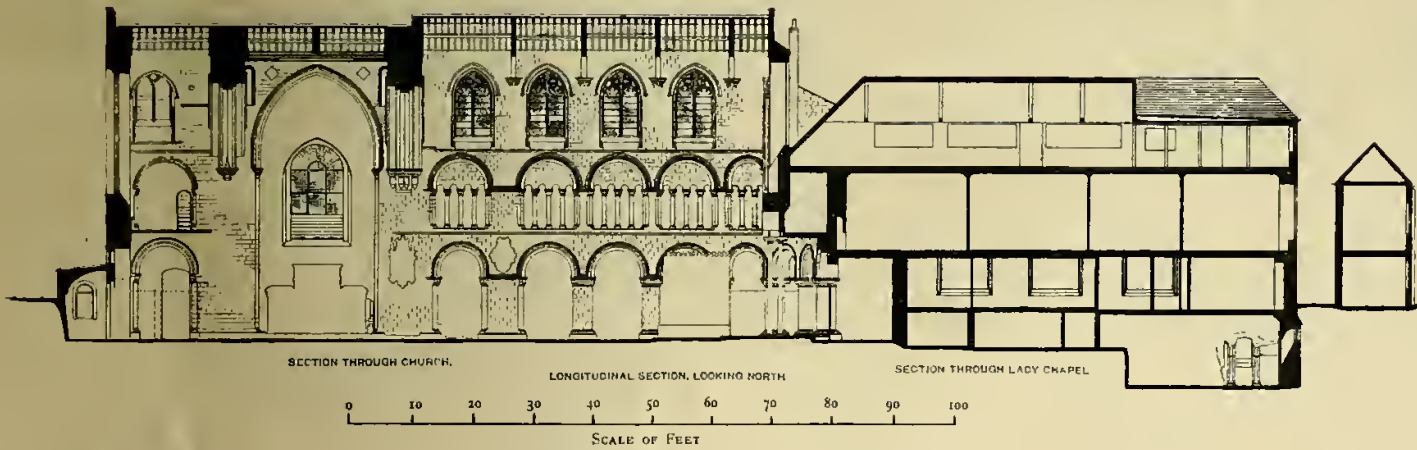 SECTION THROUGH CHURCH.
LONGITUDINAL SECTION, LOOKING NORTH
SECTION THROUGH LADY CHAPEL
0 10 20 30 40 50 60 70 80 90 100
SCALE OF FEET